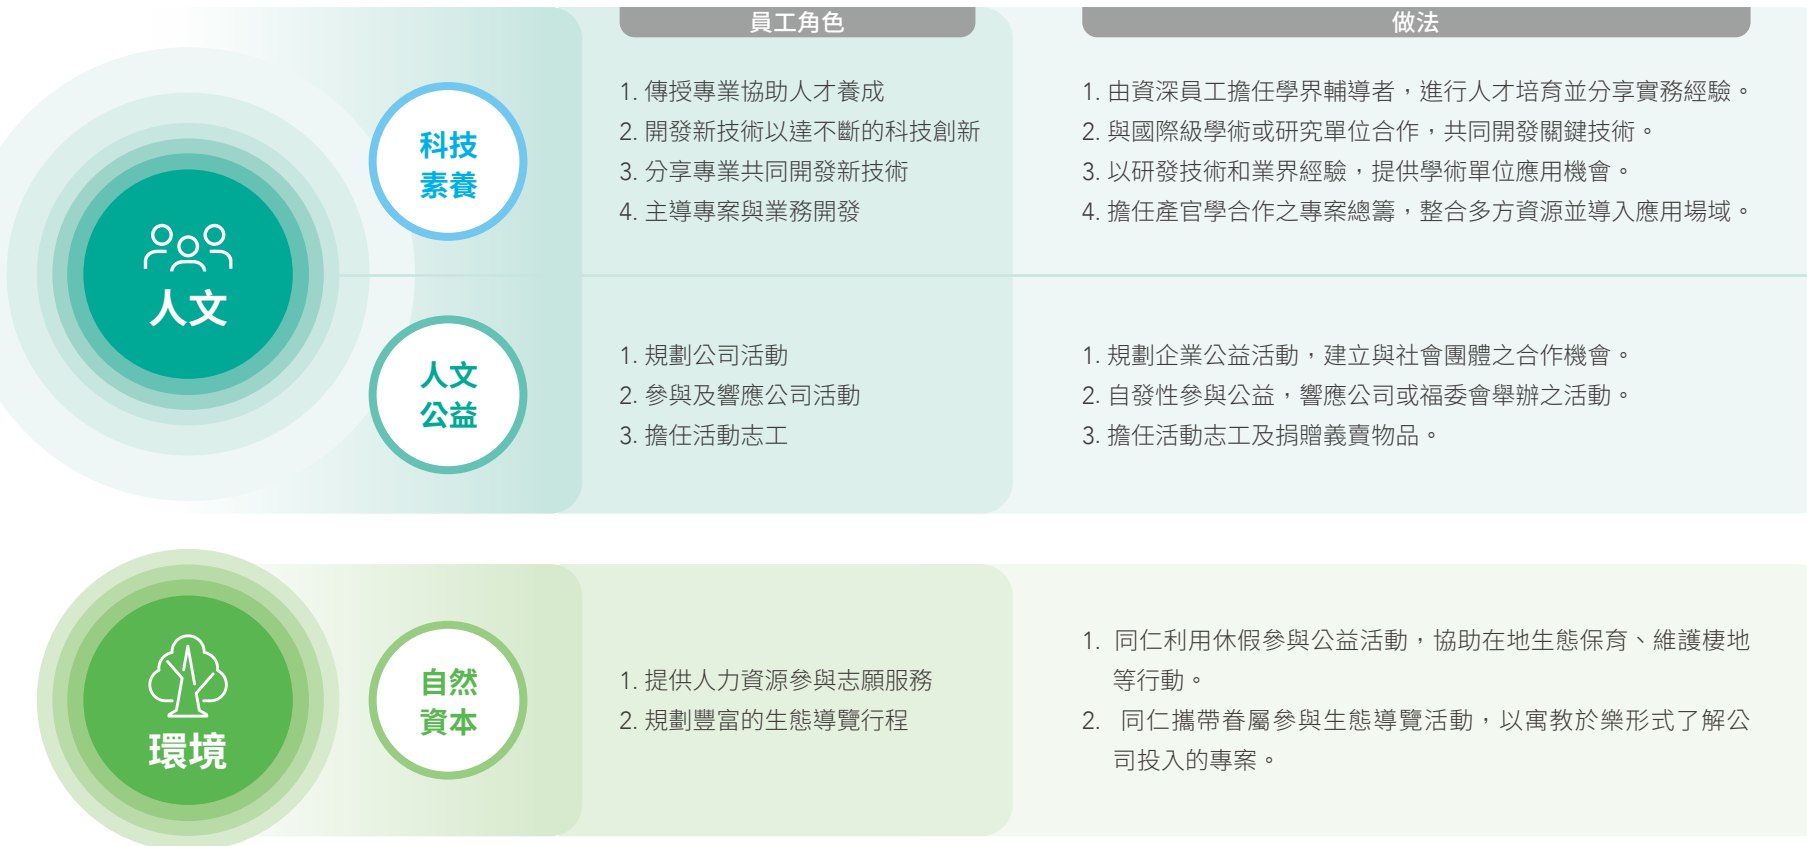 員工角色
做法
人文
科技
素養
1. 傳授專業協助人才養成
2. 開發新技術以達不斷的科技創新
3. 分享專業共同開發新技術
4. 主導專案與業務開發
1. 由資深員工擔任學界輔導者，進行人才培育並分享實務經驗。
2. 與國際級學術或研究單位合作，共同開發關鍵技術。
3. 以研發技術和業界經驗，提供學術單位應用機會。
4. 擔任產官學合作之專案總籌，整合多方資源並導入應用場域。
人文
公益
1. 規劃公司活動
2. 參與及響應公司活動
3. 擔任活動志工
1. 規劃企業公益活動，建立與社會團體之合作機會。
2. 自發性參與公益，響應公司或福委會舉辦之活動。
3. 擔任活動志工及捐贈義賣物品。
環境
自然
資本
1. 提供人力資源參與志願服務
2. 規劃豐富的生態導覽行程
1. 同仁利用休假參與公益活動，協助在地生態保育、維護棲地
等行動。
2. 同仁攜帶眷屬參與生態導覽活動，以寓教於樂形式了解公
司投入的專案。